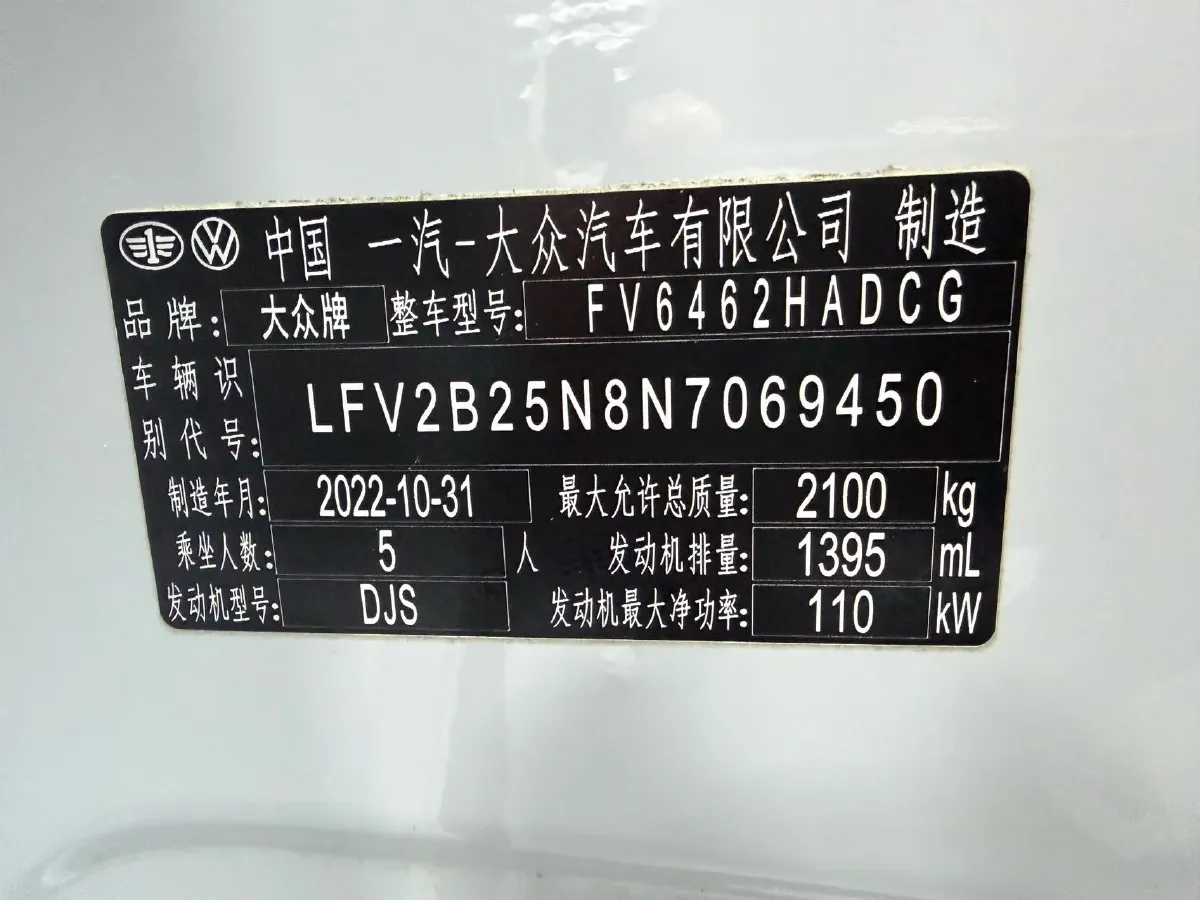 中国 一汽-大众汽车有限公司 制造
品牌: 大众牌 整车型号: FV6462HADCG
车辆识
别代号: LFV2B25N8N7069450
制造年月: 2022-10-31 最大允许总质量: 2100 kg
乘坐人数: 5 人 发动机排量: 1395 mL
发动机型号: DJS 发动机最大净功率: 110 kW